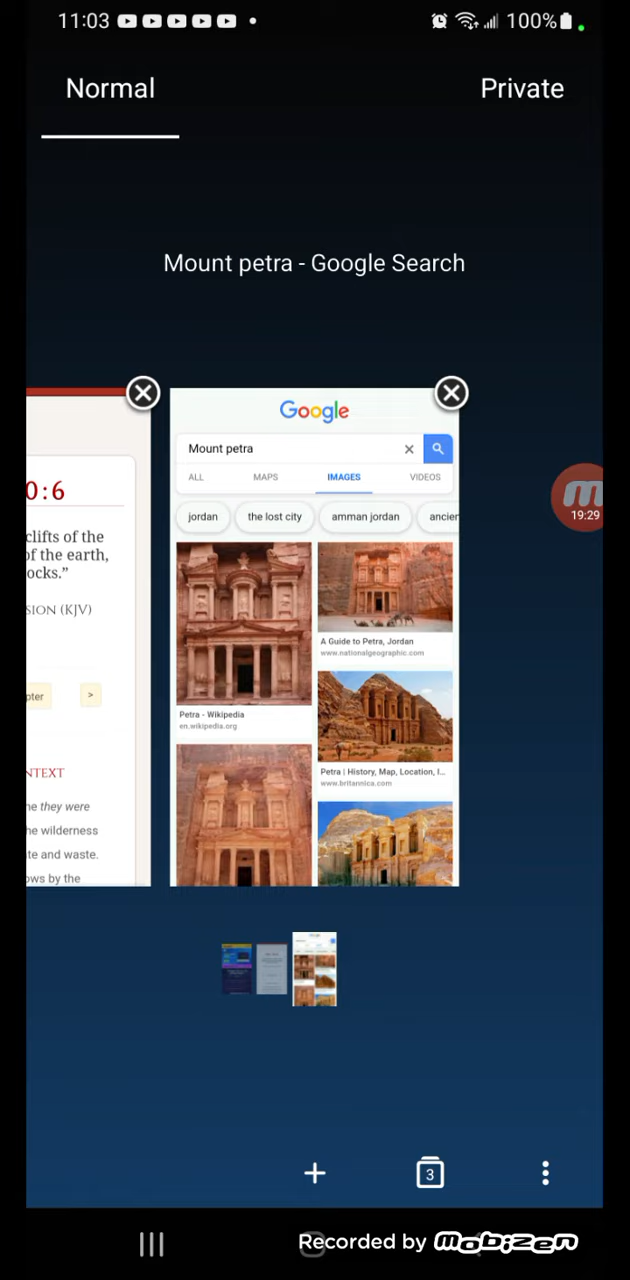 11:03
100%
Normal
Private
Mount petra - Google Search
0:6
clifts of the
of the earth,
ocks.”
SION (KJV)
pter
>
NTEXT
ne they were
he wilderness
te and waste.
ows by the
Google
Mount petra
ALL
MAPS
IMAGES
VIDEOS
jordan
the lost city
amman jordan
ancien
Petra - Wikipedia
en.wikipedia.org
A Guide to Petra, Jordan
www.nationalgeographic.com
Petra | History, Map, Location, I...
www.britannica.com
19:29
3
Recorded by mobizen